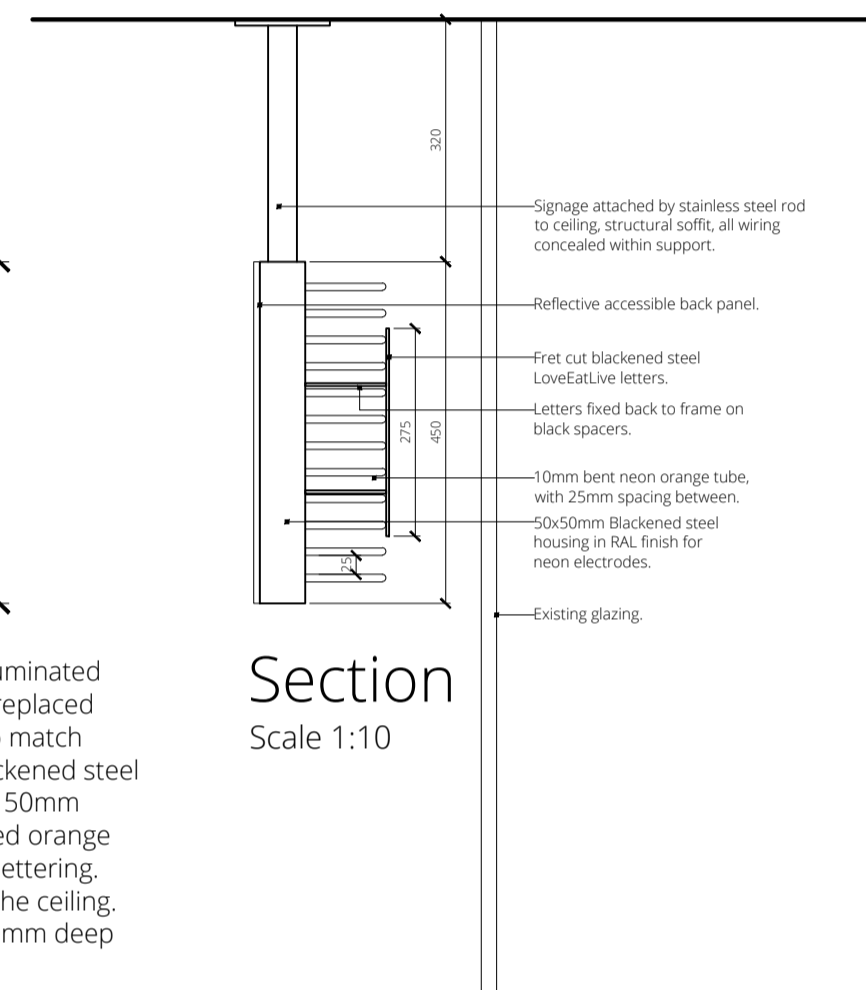 320
Signage attached by stainless steel rod
to ceiling, structural soffit, all wiring
concealed within support.
Reflective accessible back panel.
Fret cut blackened steel
LoveEatLive letters.
Letters fixed back to frame on
black spacers.
275
450
10mm bent neon orange tube,
with 25mm spacing between.
50x50mm Blackened steel
housing in RAL finish for
neon electrodes.
25
Existing glazing.
Section
Scale 1:10
uminated
replaced
match
ckened steel
50mm
ed orange
ettering.
he ceiling.
mm deep